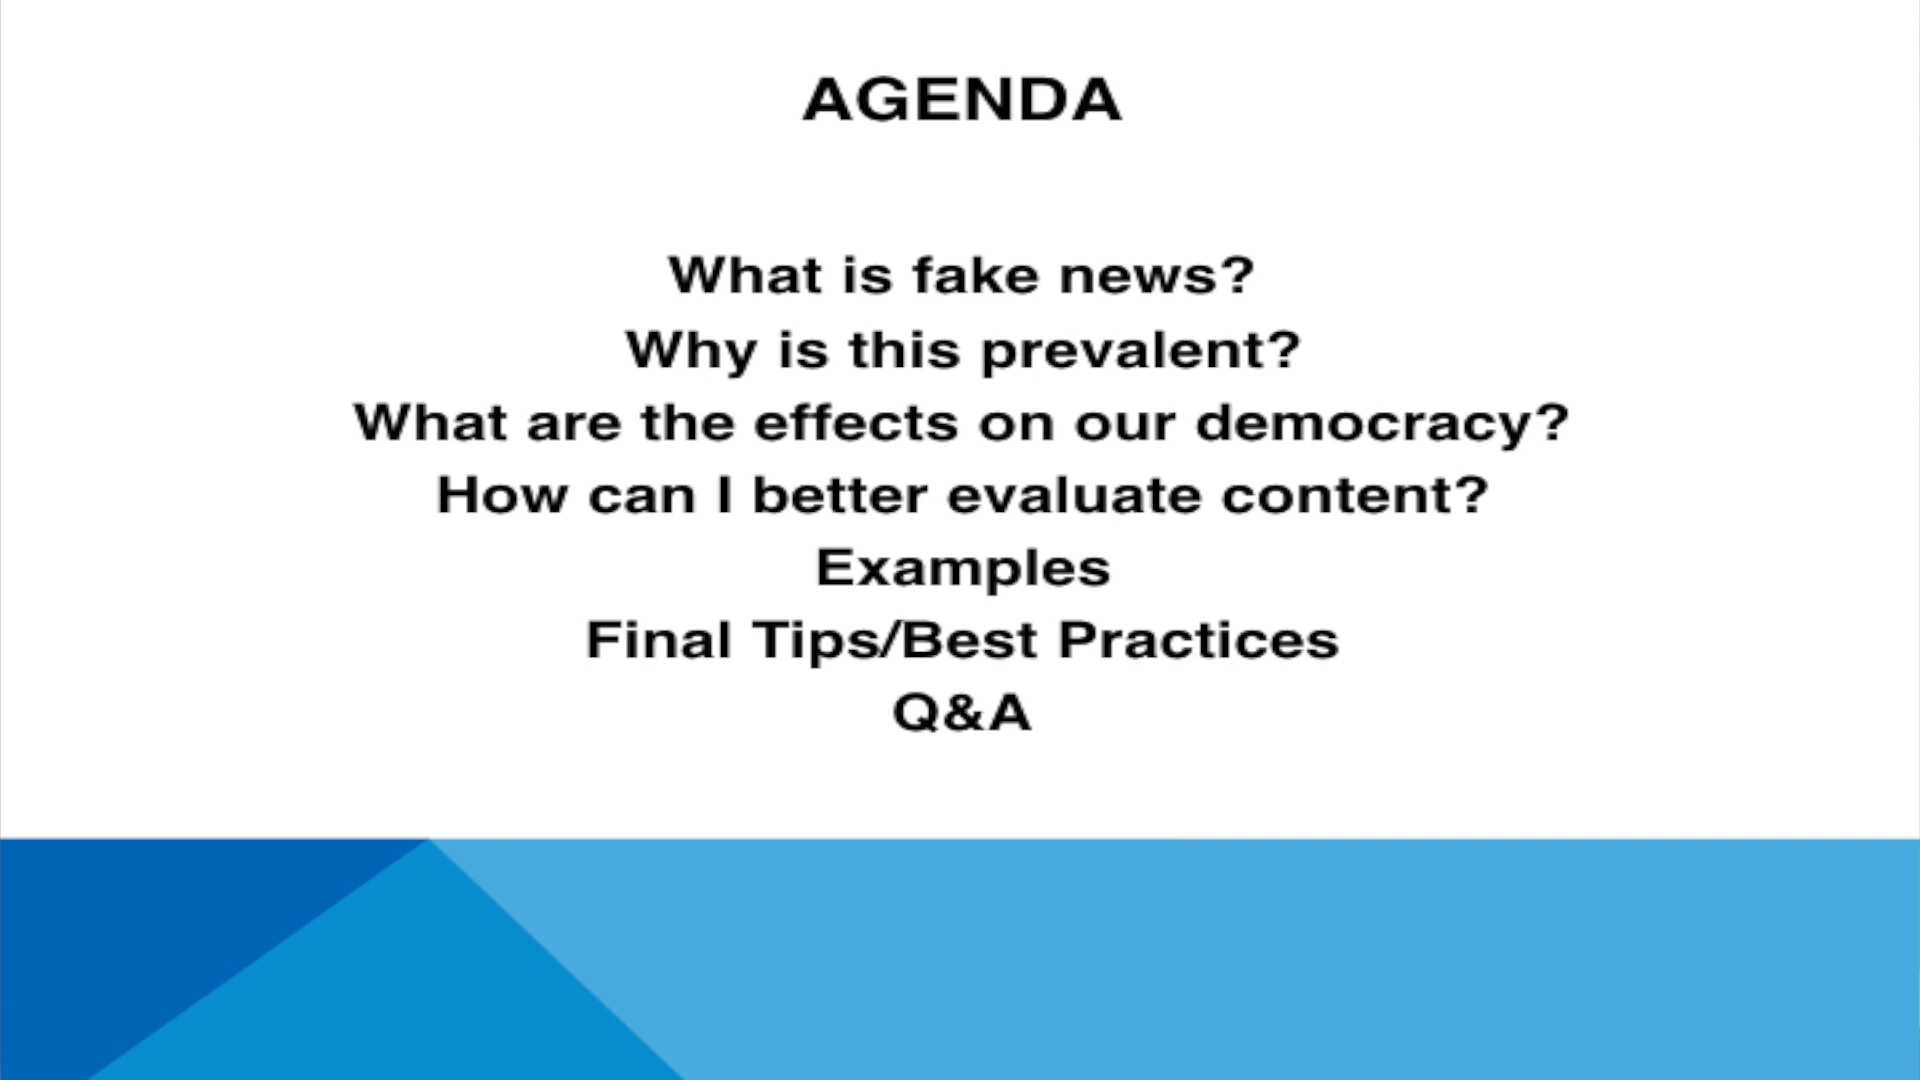 AGENDA
What is fake news?
Why is this prevalent?
What are the effects on our democracy?
How can I better evaluate content?
Examples
Final Tips/Best Practices
Q&A